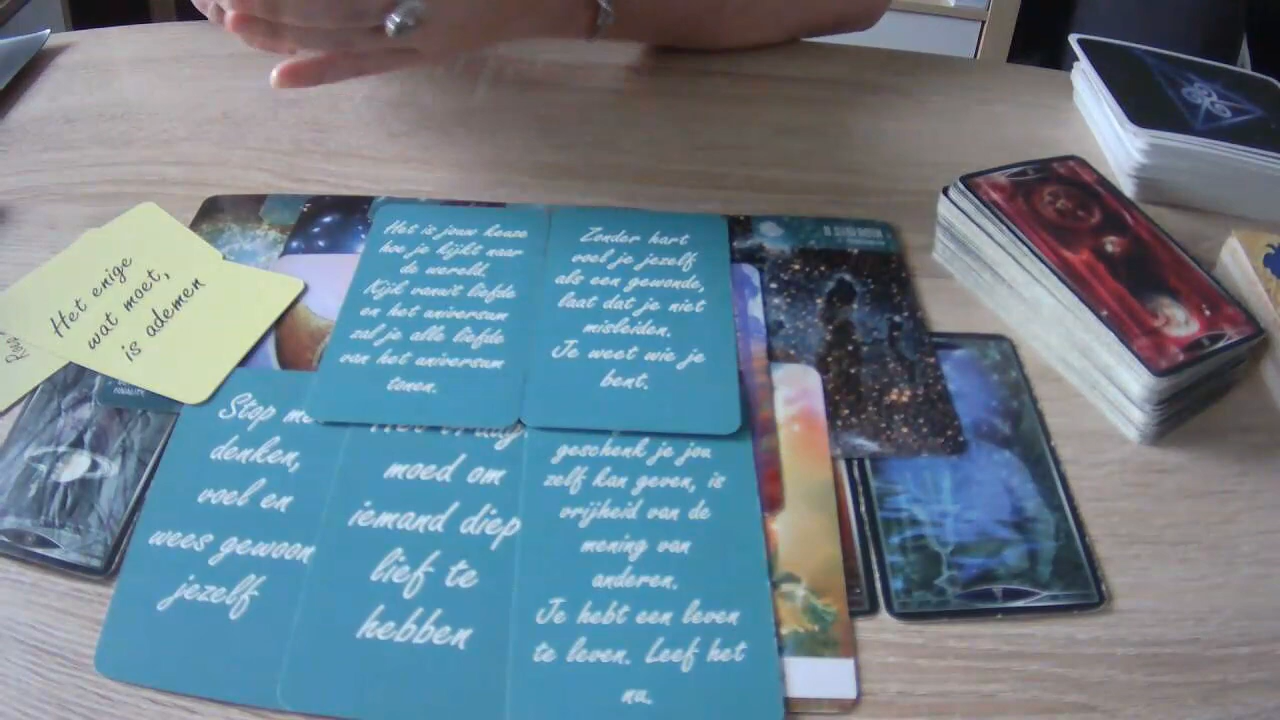 Het enige
wat moet,
is ademen
Het is jouw keuze
hoe je kijkt naar
de wereld.
Kijk vanuit liefde
en het universum
zal je alle liefde
van het universum
tonen.
Zonder hart
voel je jezelf
als een gewonde,
laat dat je niet
misleiden.
Je weet wie je
bent.
Stop me
denken,
voel en
wees gewoon
jezelf
moed om
iemand diep
lief te
hebben
geschenk je jou
zelf kan geven, is
vrijheid van de
mening van
anderen.
Je hebt een leven
te leven. Leef het
nu.